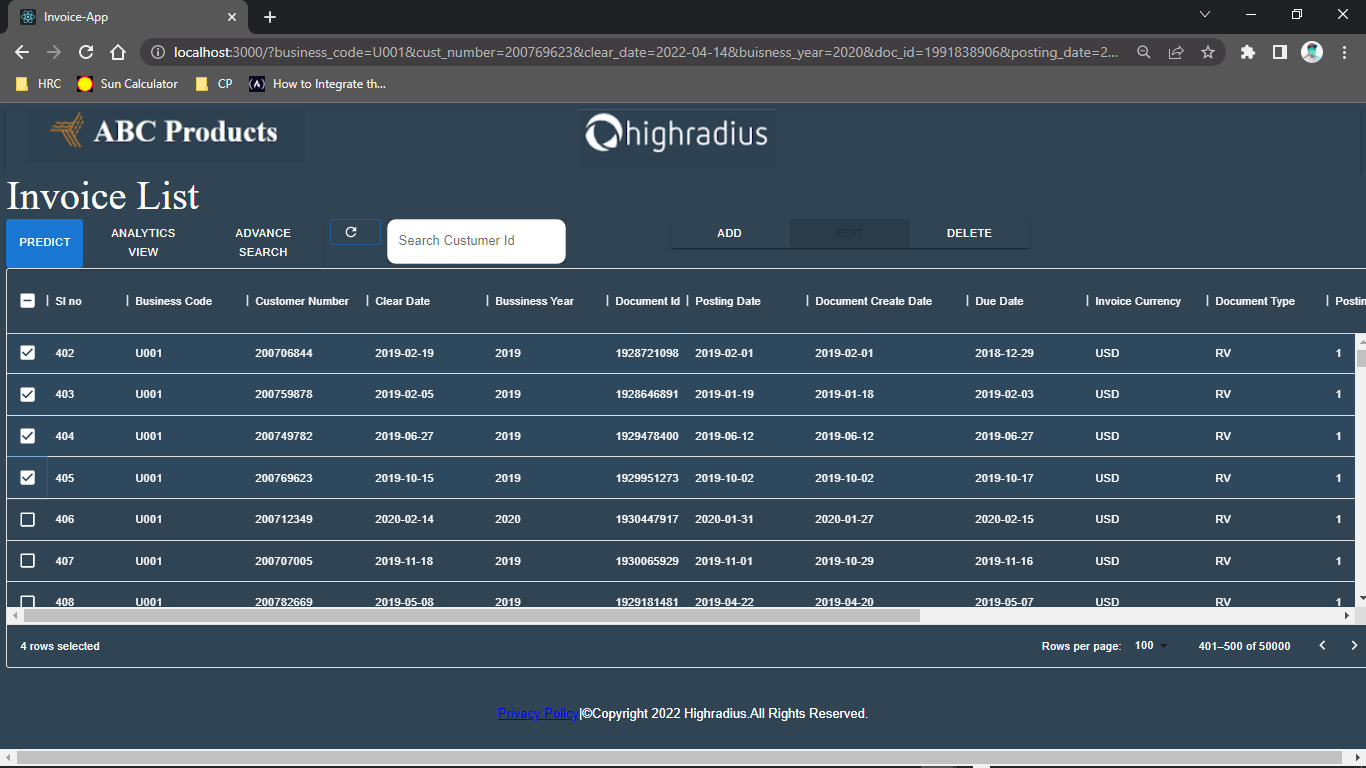 Invoice-App
localhost:3000/?business_code=U001&cust_number=200769623&clear_date=2022-04-14&buisness_year=2020&doc_id=1991838906&posting_date=2...
HRC Sun Calculator CP How to Integrate th...
ABC Products highradius
Invoice List
PREDICT ANALYTICS VIEW ADVANCE SEARCH Search Custumer Id ADD EDIT DELETE
Sl no Business Code Customer Number Clear Date Bussiness Year Document Id Posting Date Document Create Date Due Date Invoice Currency Document Type Postin
402 U001 200706844 2019-02-19 2019 1928721098 2019-02-01 2019-02-01 2018-12-29 USD RV 1
403 U001 200759878 2019-02-05 2019 1928646891 2019-01-19 2019-01-18 2019-02-03 USD RV 1
404 U001 200749782 2019-06-27 2019 1929478400 2019-06-12 2019-06-12 2019-06-27 USD RV 1
405 U001 200769623 2019-10-15 2019 1929951273 2019-10-02 2019-10-02 2019-10-17 USD RV 1
406 U001 200712349 2020-02-14 2020 1930447917 2020-01-31 2020-01-27 2020-02-15 USD RV 1
407 U001 200707005 2019-11-18 2019 1930065929 2019-11-01 2019-10-29 2019-11-16 USD RV 1
408 U001 200782669 2019-05-08 2019 1929181481 2019-04-22 2019-04-20 2019-05-07 USD RV 1
4 rows selected Rows per page: 100 401–500 of 50000
Privacy Policy|©Copyright 2022 Highradius.All Rights Reserved.